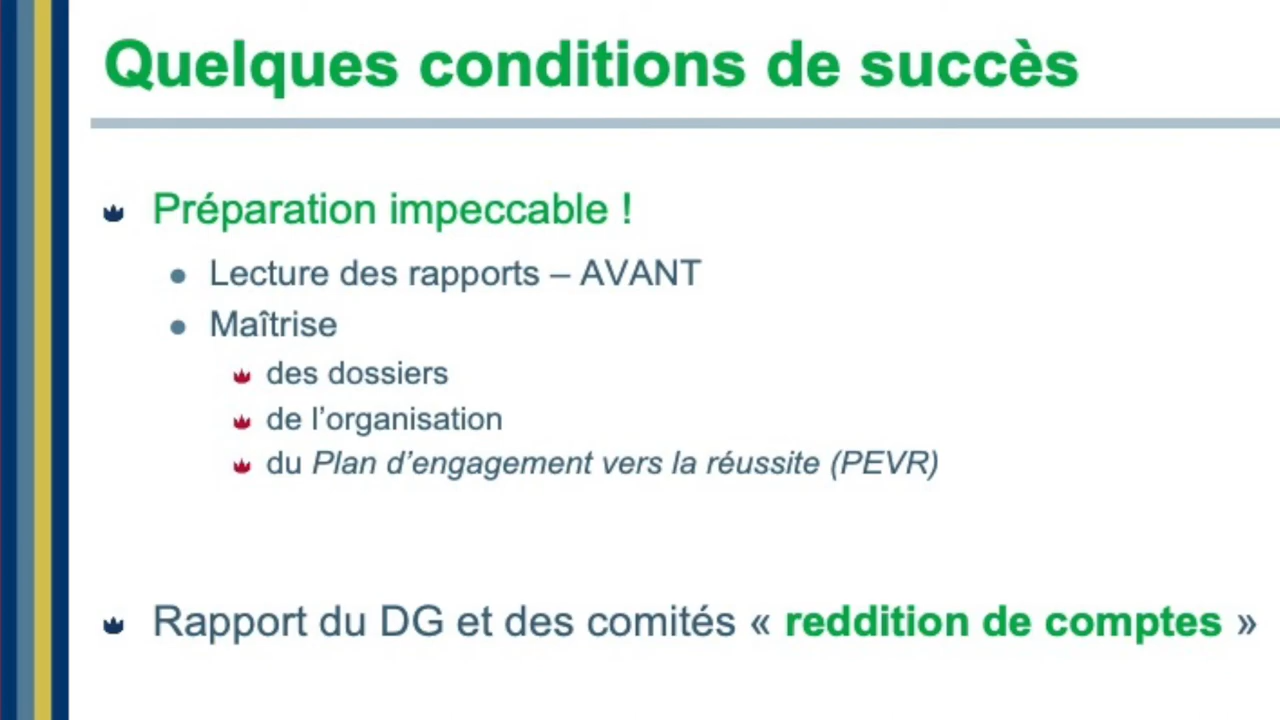 Quelques conditions de succès
Préparation impeccable !
Lecture des rapports – AVANT
Maîtrise
des dossiers
de l’organisation
du Plan d’engagement vers la réussite (PEVR)
Rapport du DG et des comités « reddition de comptes »